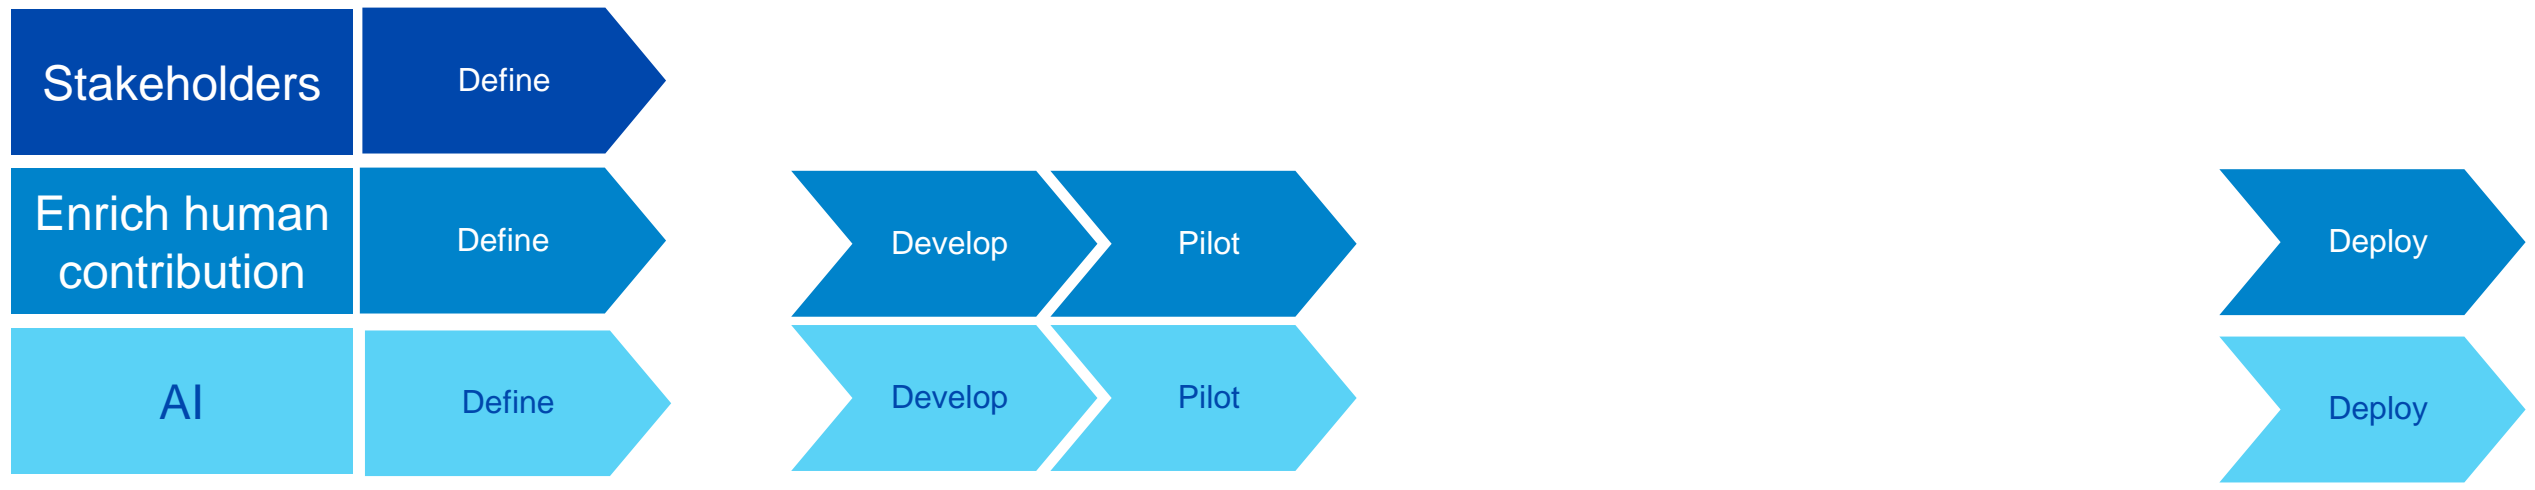 Stakeholders
Define
Enrich human
contribution
Define
Develop
Pilot
Deploy
AI
Define
Develop
Pilot
Deploy